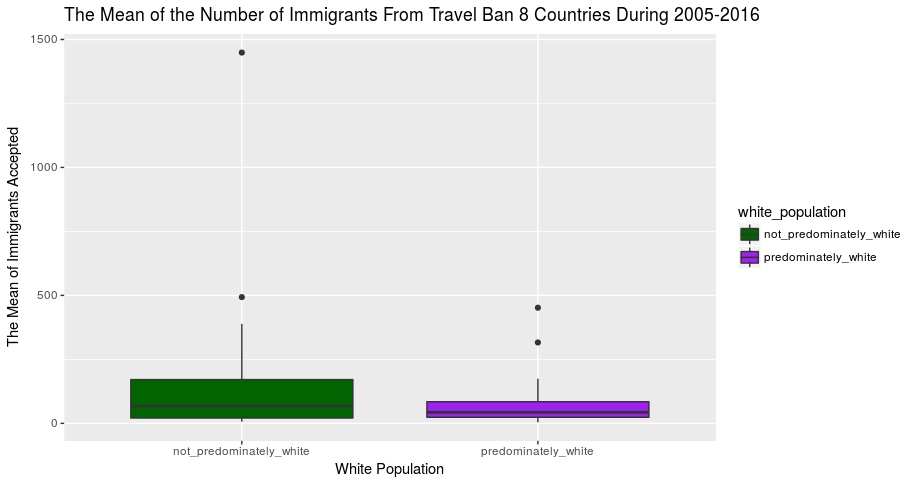 The Mean of the Number of Immigrants From Travel Ban 8 Countries During 2005-2016
1500
1000
500
0
The Mean of Immigrants Accepted
not_predominately_white
predominately_white
White Population
white_population
not_predominately_white
predominately_white